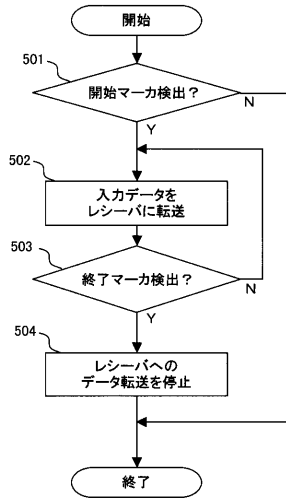 開始
501
開始マーカ検出?
N
Y
502
入力データを
レシーバに転送
503
終了マーカ検出?
N
Y
504
レシーバへの
データ転送を停止
終了